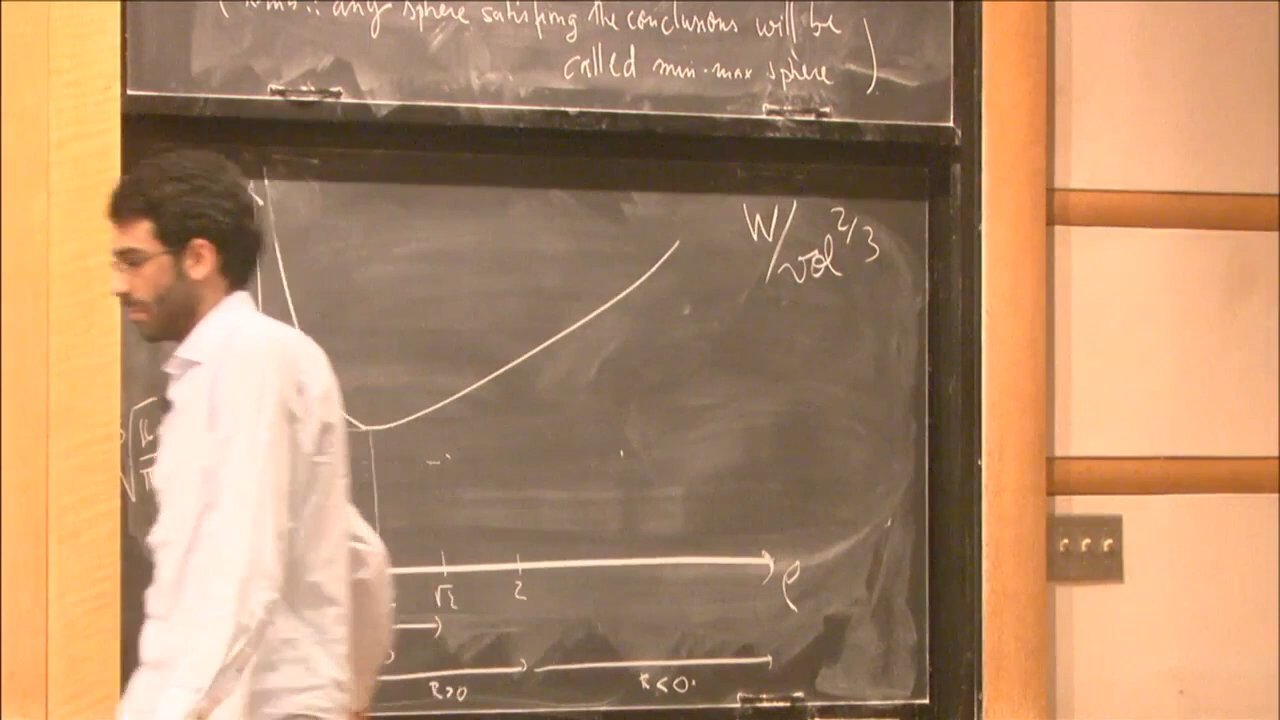 any sphere satisfying the conclusions will be
called min-max sphere )
W/vol^{2/3}
√2 2 ρ
R>0 R<0